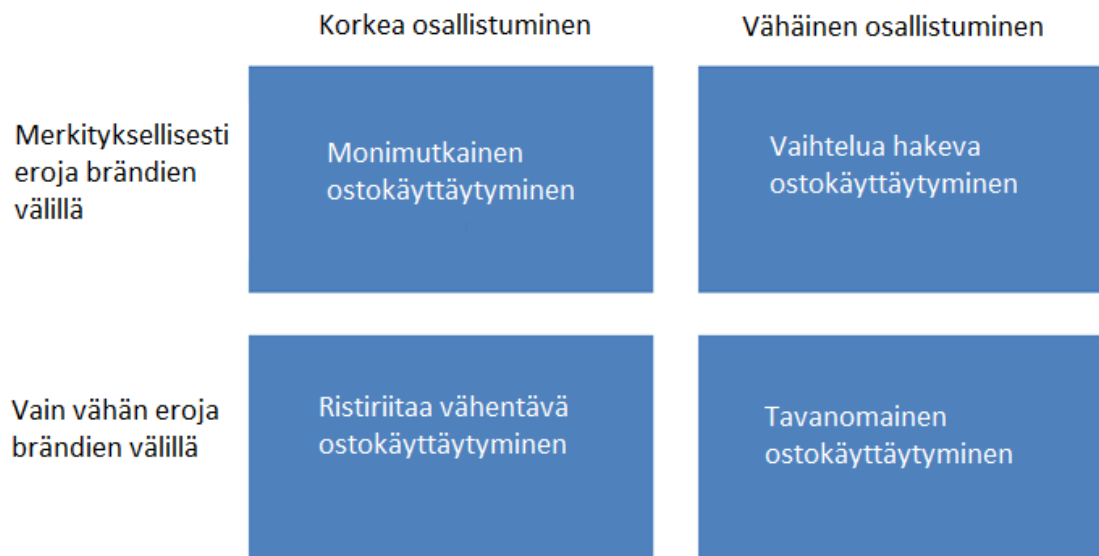 Korkea osallistuminen
Vähäinen osallistuminen
Merkityksellisesti
eroja brändien
välillä
Monimutkainen
ostokäyttäytyminen
Vaihtelua hakeva
ostokäyttäytyminen
Vain vähän eroja
brändien välillä
Ristiriitaa vähentävä
ostokäyttäytyminen
Tavanomainen
ostokäyttäytyminen